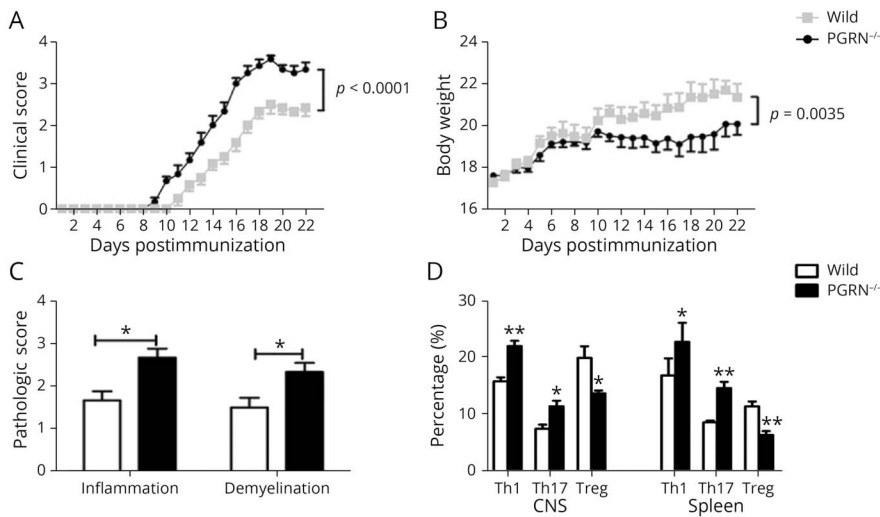 A
Clinical score
4
3
2
1
0
2 4 6 8 10 12 14 16 18 20 22
Days postimmunization
p < 0.0001
B
Wild
PGRN⁻/⁻
Body weight
24
22
20
18
16
2 4 6 8 10 12 14 16 18 20 22
Days postimmunization
p = 0.0035
C
Pathologic score
4
3
2
1
0
* *
Inflammation Demyelination
D
Wild
PGRN⁻/⁻
Percentage (%)
30
20
10
0
** * * * ** **
Th1 Th17 Treg Th1 Th17 Treg
CNS Spleen